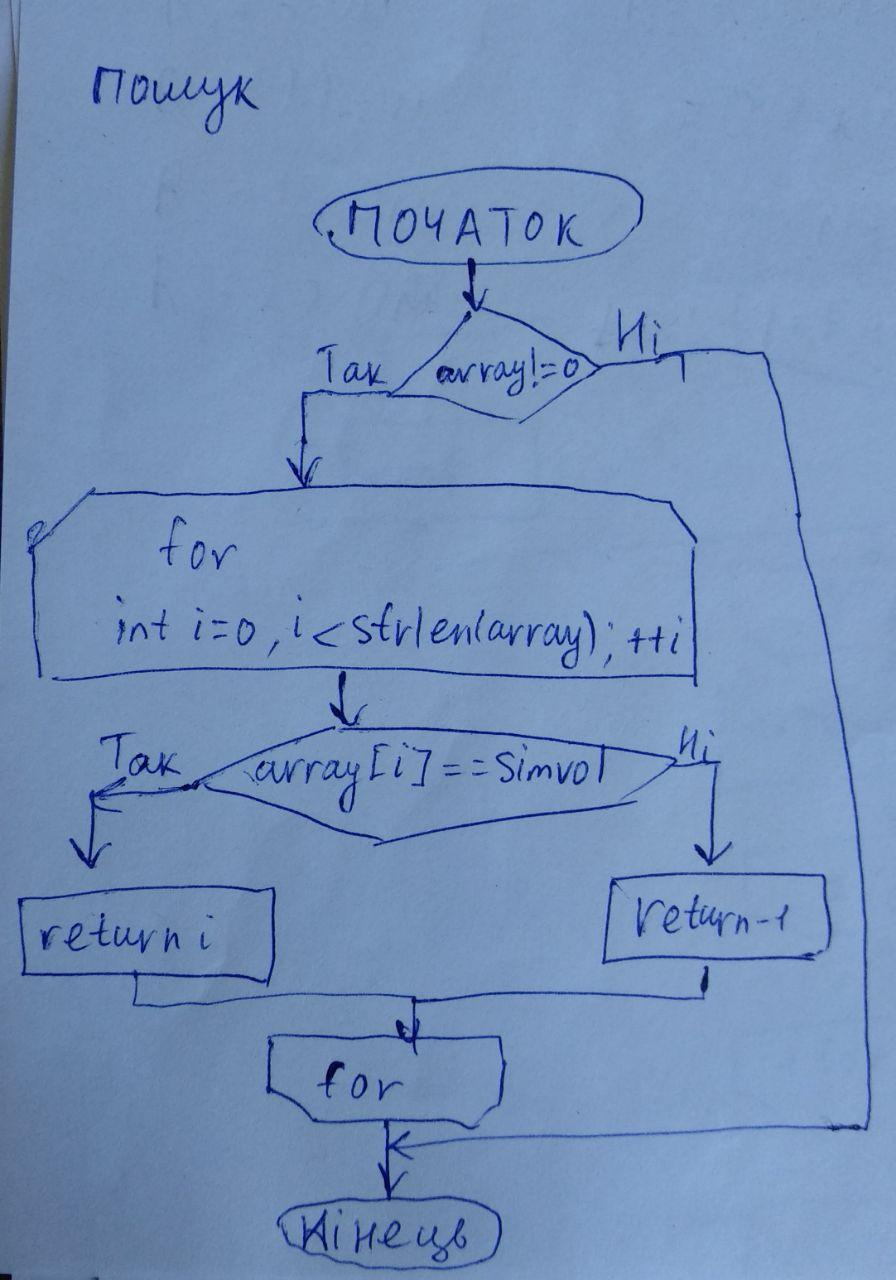 Пошук
ПОЧАТОК
array!=0
Так
Ні
for
int i=0, i<strlen(array); ++i
Так
array[i]==Simvol
Ні
return i
return-1
for
Кінець